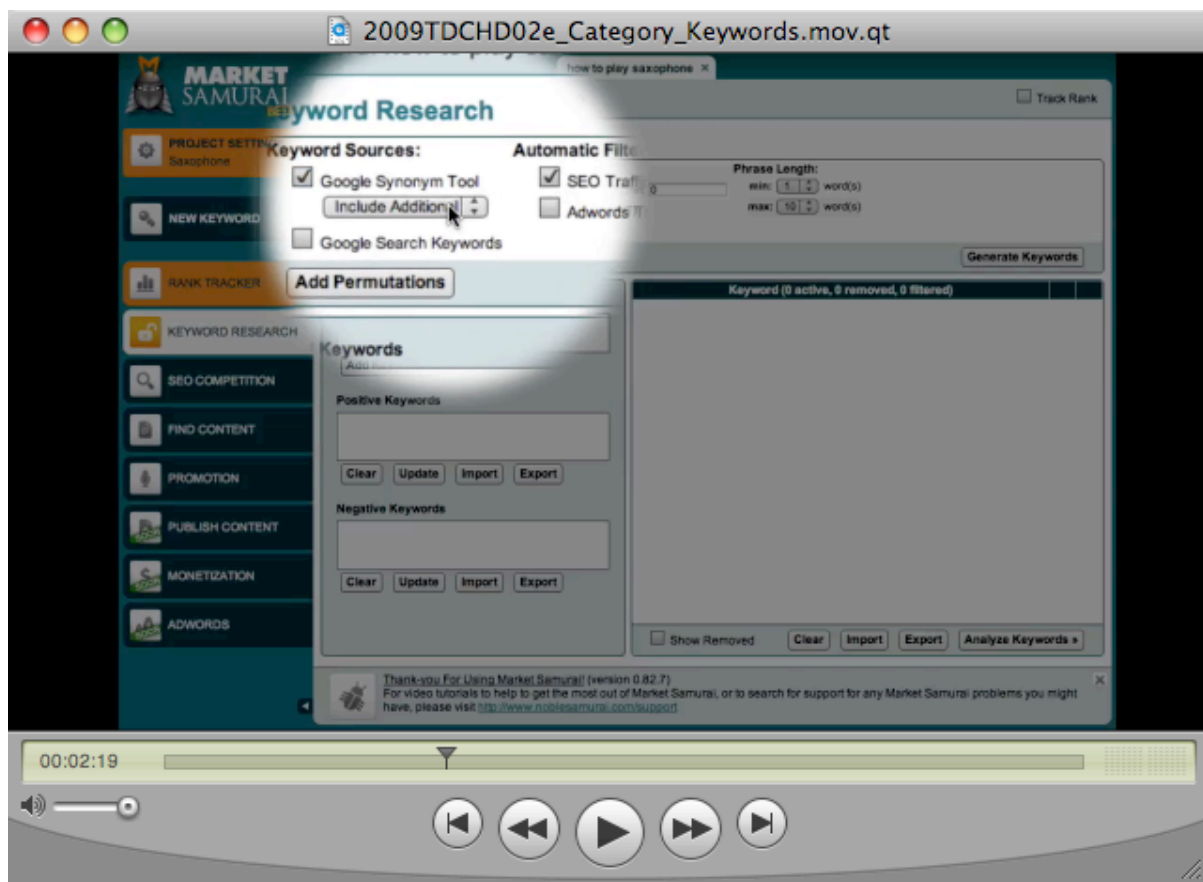 2009TDCHD02e_Category_Keywords.mov.qt
MARKET
SAMURAI
how to play saxophone ×
Keyword Research
Track Rank
PROJECT SETTIN
Saxophone
Keyword Sources:
Automatic Filte
Google Synonym Tool
SEO Traff
0
Phrase Length:
min: 1 word(s)
Include Additional
Adwords
max: 10 word(s)
NEW KEYWORD
Google Search Keywords
Generate Keywords
Add Permutations
RANK TRACKER
Keyword (0 active, 0 removed, 0 filtered)
KEYWORD RESEARCH
Keywords
SEO COMPETITION
Positive Keywords
FIND CONTENT
Clear Update Import Export
PROMOTION
Negative Keywords
PUBLISH CONTENT
MONETIZATION
Clear Update Import Export
ADWORDS
Show Removed Clear Import Export Analyze Keywords »
Thank-you For Using Market Samurai! (version 0.82.7)
For video tutorials to help to get the most out of Market Samurai, or to search for support for any Market Samurai problems you might
have, please visit http://www.noblesamurai.com/support
00:02:19